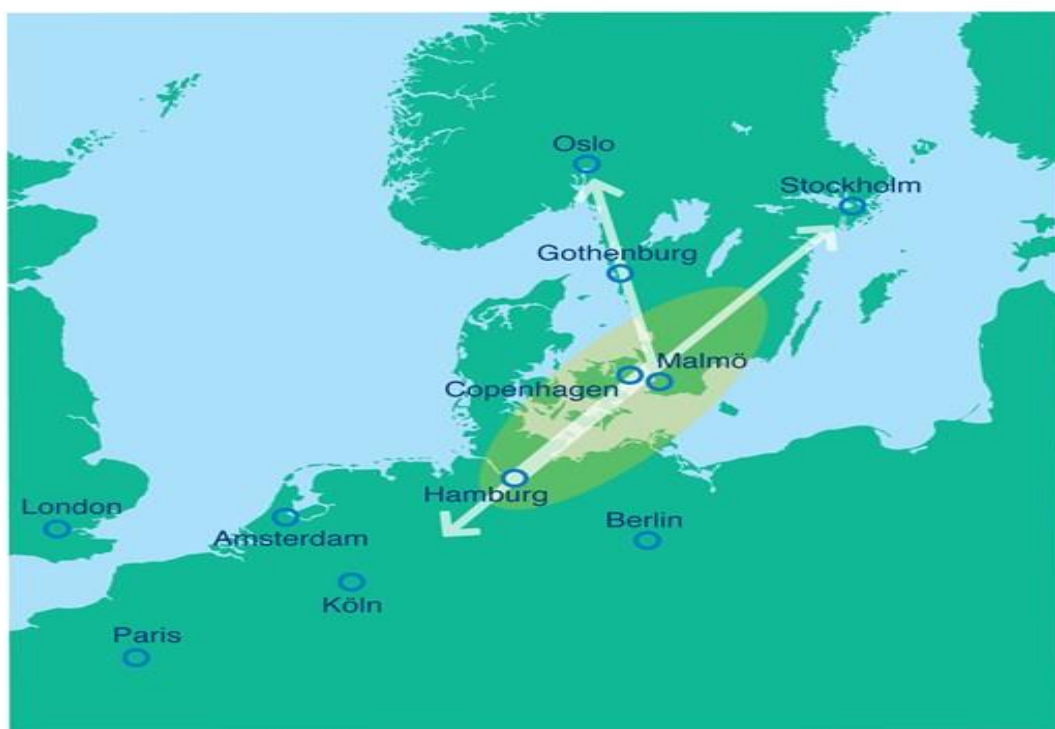 Oslo
Stockholm
Gothenburg
Malmö
Copenhagen
Hamburg
London
Berlin
Amsterdam
Köln
Paris